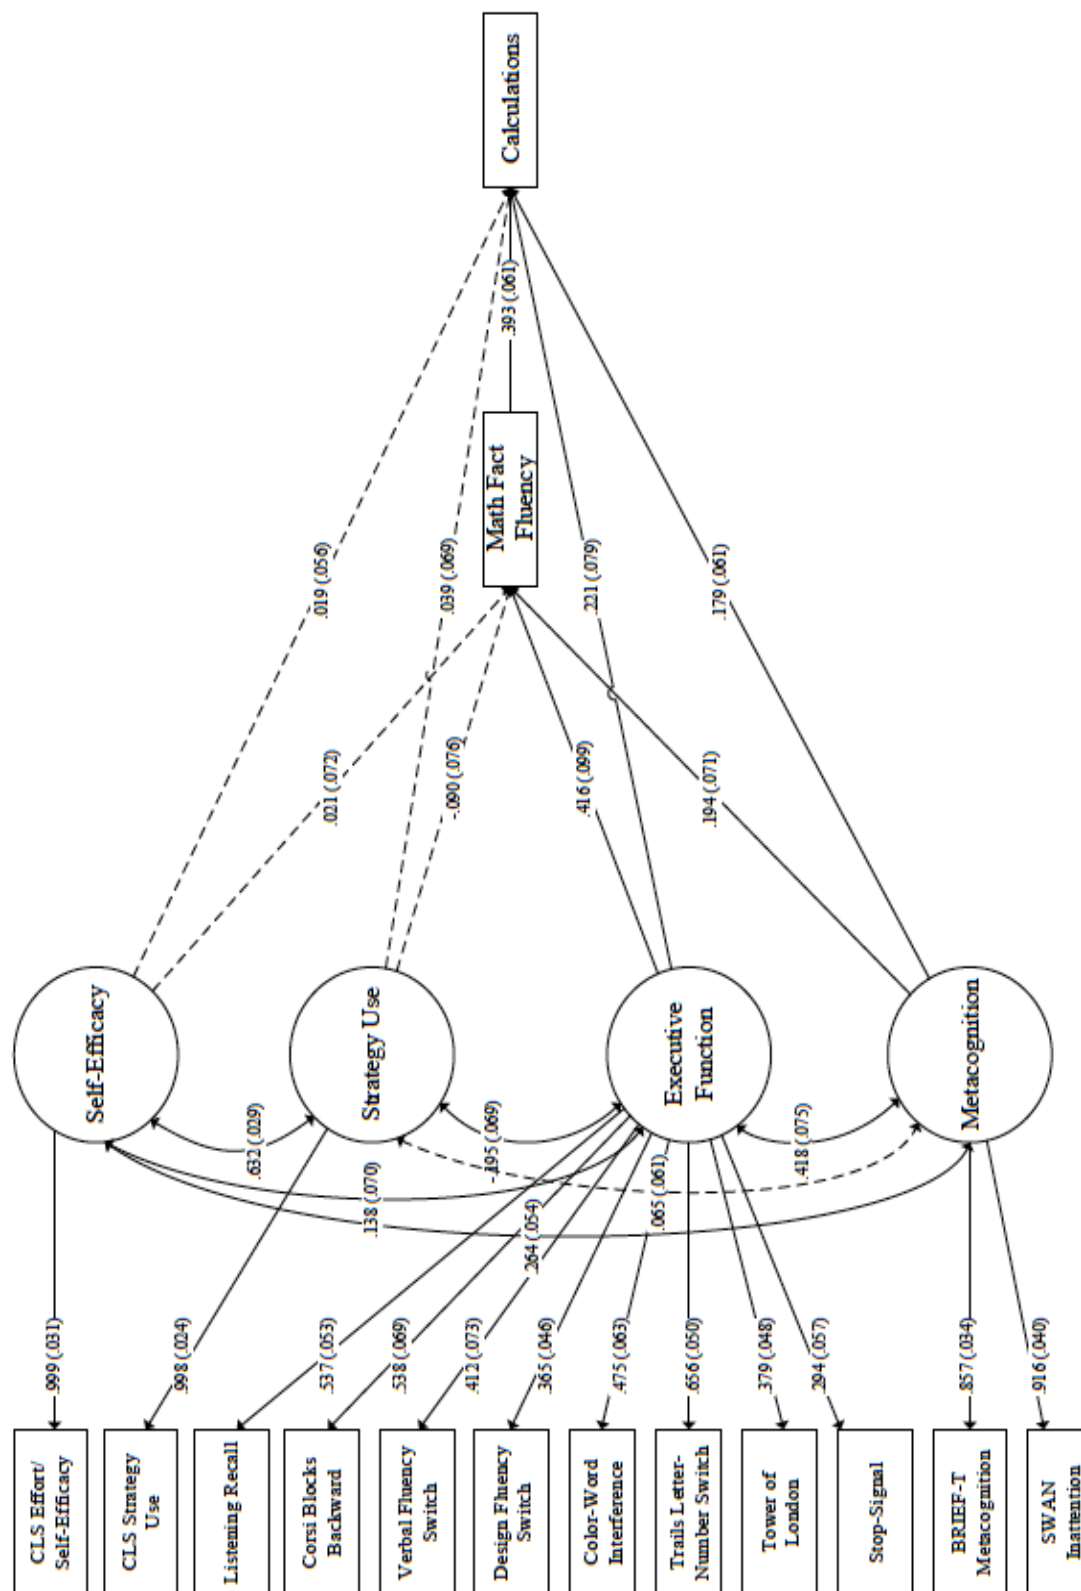 CLS Effort/
Self-Efficacy
CLS Strategy
Use
Listening Recall
Corsi Blocks
Backward
Verbal Fluency
Switch
Design Fluency
Switch
Color-Word
Interference
Trails Letter-
Number Switch
Tower of
London
Stop-Signal
BRIEF-T
Metacognition
SWAN
Inattention
.999 (.031)
.998 (.024)
.537 (.053)
.538 (.069)
.412 (.073)
.365 (.046)
.475 (.063)
.656 (.050)
.379 (.048)
.294 (.057)
.857 (.034)
.916 (.040)
.632 (.029)
.138 (.070)
.264 (.054)
-.195 (.069)
.065 (.061)
.418 (.075)
Self-Efficacy
Strategy Use
Executive
Function
Metacognition
.021 (.072)
-.090 (.076)
.416 (.099)
.194 (.071)
.019 (.056)
.039 (.069)
.221 (.079)
.179 (.061)
Math Fact
Fluency
.393 (.061)
Calculations